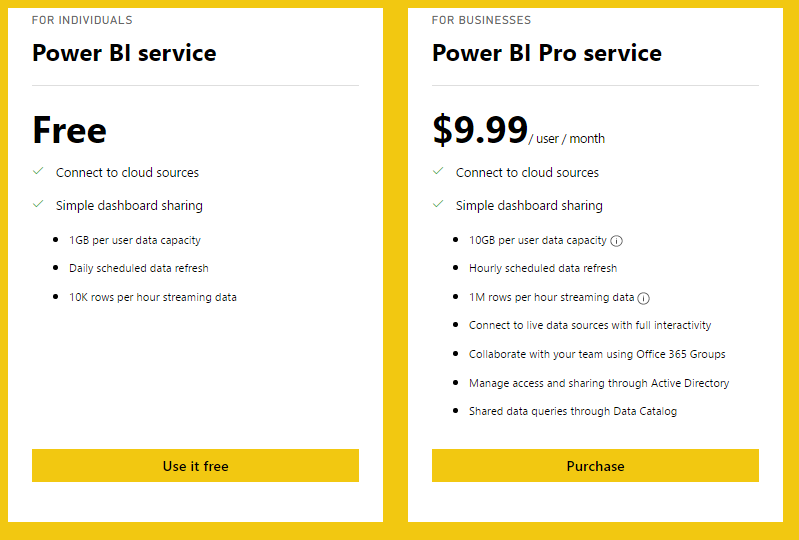 FOR INDIVIDUALS
Power BI service
Free
Connect to cloud sources
Simple dashboard sharing
1GB per user data capacity
Daily scheduled data refresh
10K rows per hour streaming data
Use it free
FOR BUSINESSES
Power BI Pro service
$9.99/ user / month
Connect to cloud sources
Simple dashboard sharing
10GB per user data capacity
Hourly scheduled data refresh
1M rows per hour streaming data
Connect to live data sources with full interactivity
Collaborate with your team using Office 365 Groups
Manage access and sharing through Active Directory
Shared data queries through Data Catalog
Purchase